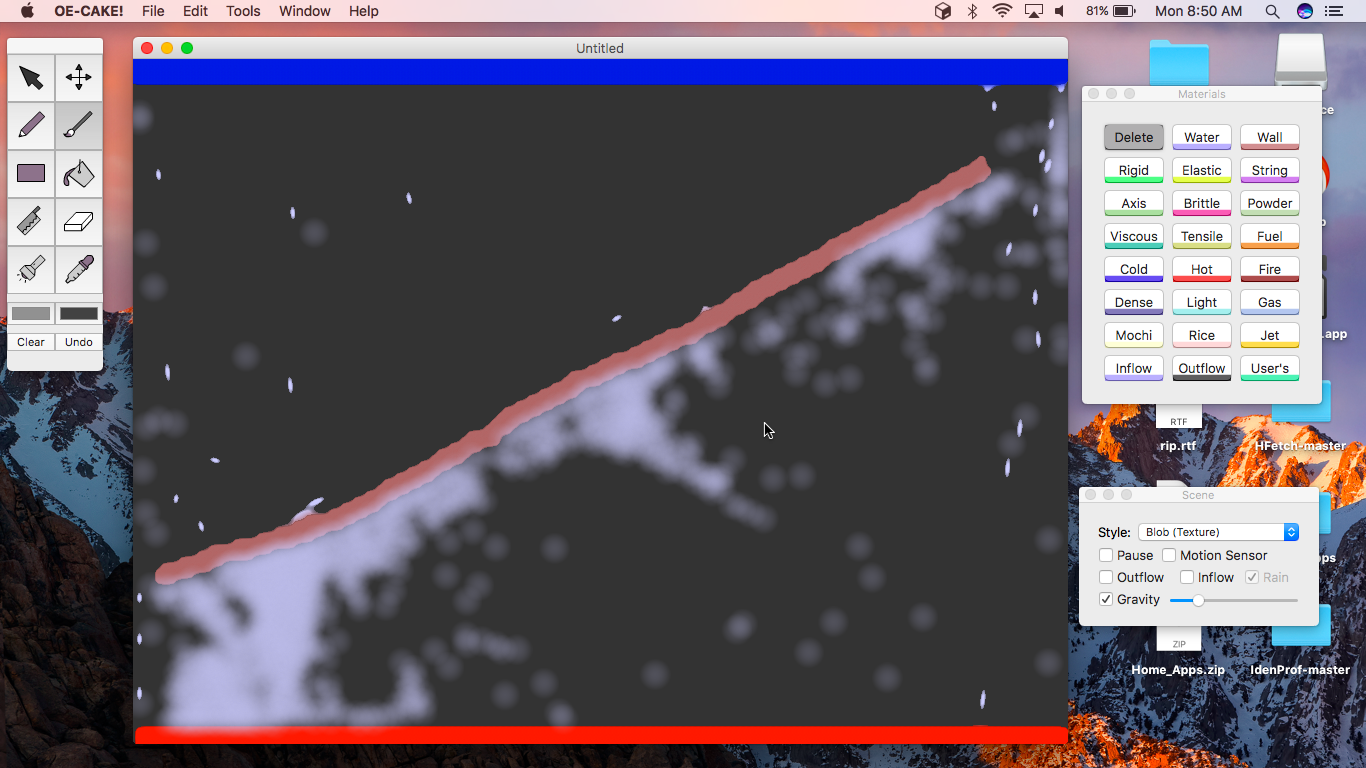 OE-CAKE! File Edit Tools Window Help 81% Mon 8:50 AM
Untitled
Clear Undo
Materials
Delete Water Wall
Rigid Elastic String
Axis Brittle Powder
Viscous Tensile Fuel
Cold Hot Fire
Dense Light Gas
Mochi Rice Jet
Inflow Outflow User's
ce
.app
RTF
rip.rtf HFetch-master
Scene
Style: Blob (Texture)
Pause Motion Sensor
Outflow Inflow Rain
Gravity
ps
ZIP
Home_Apps.zip IdenProf-master